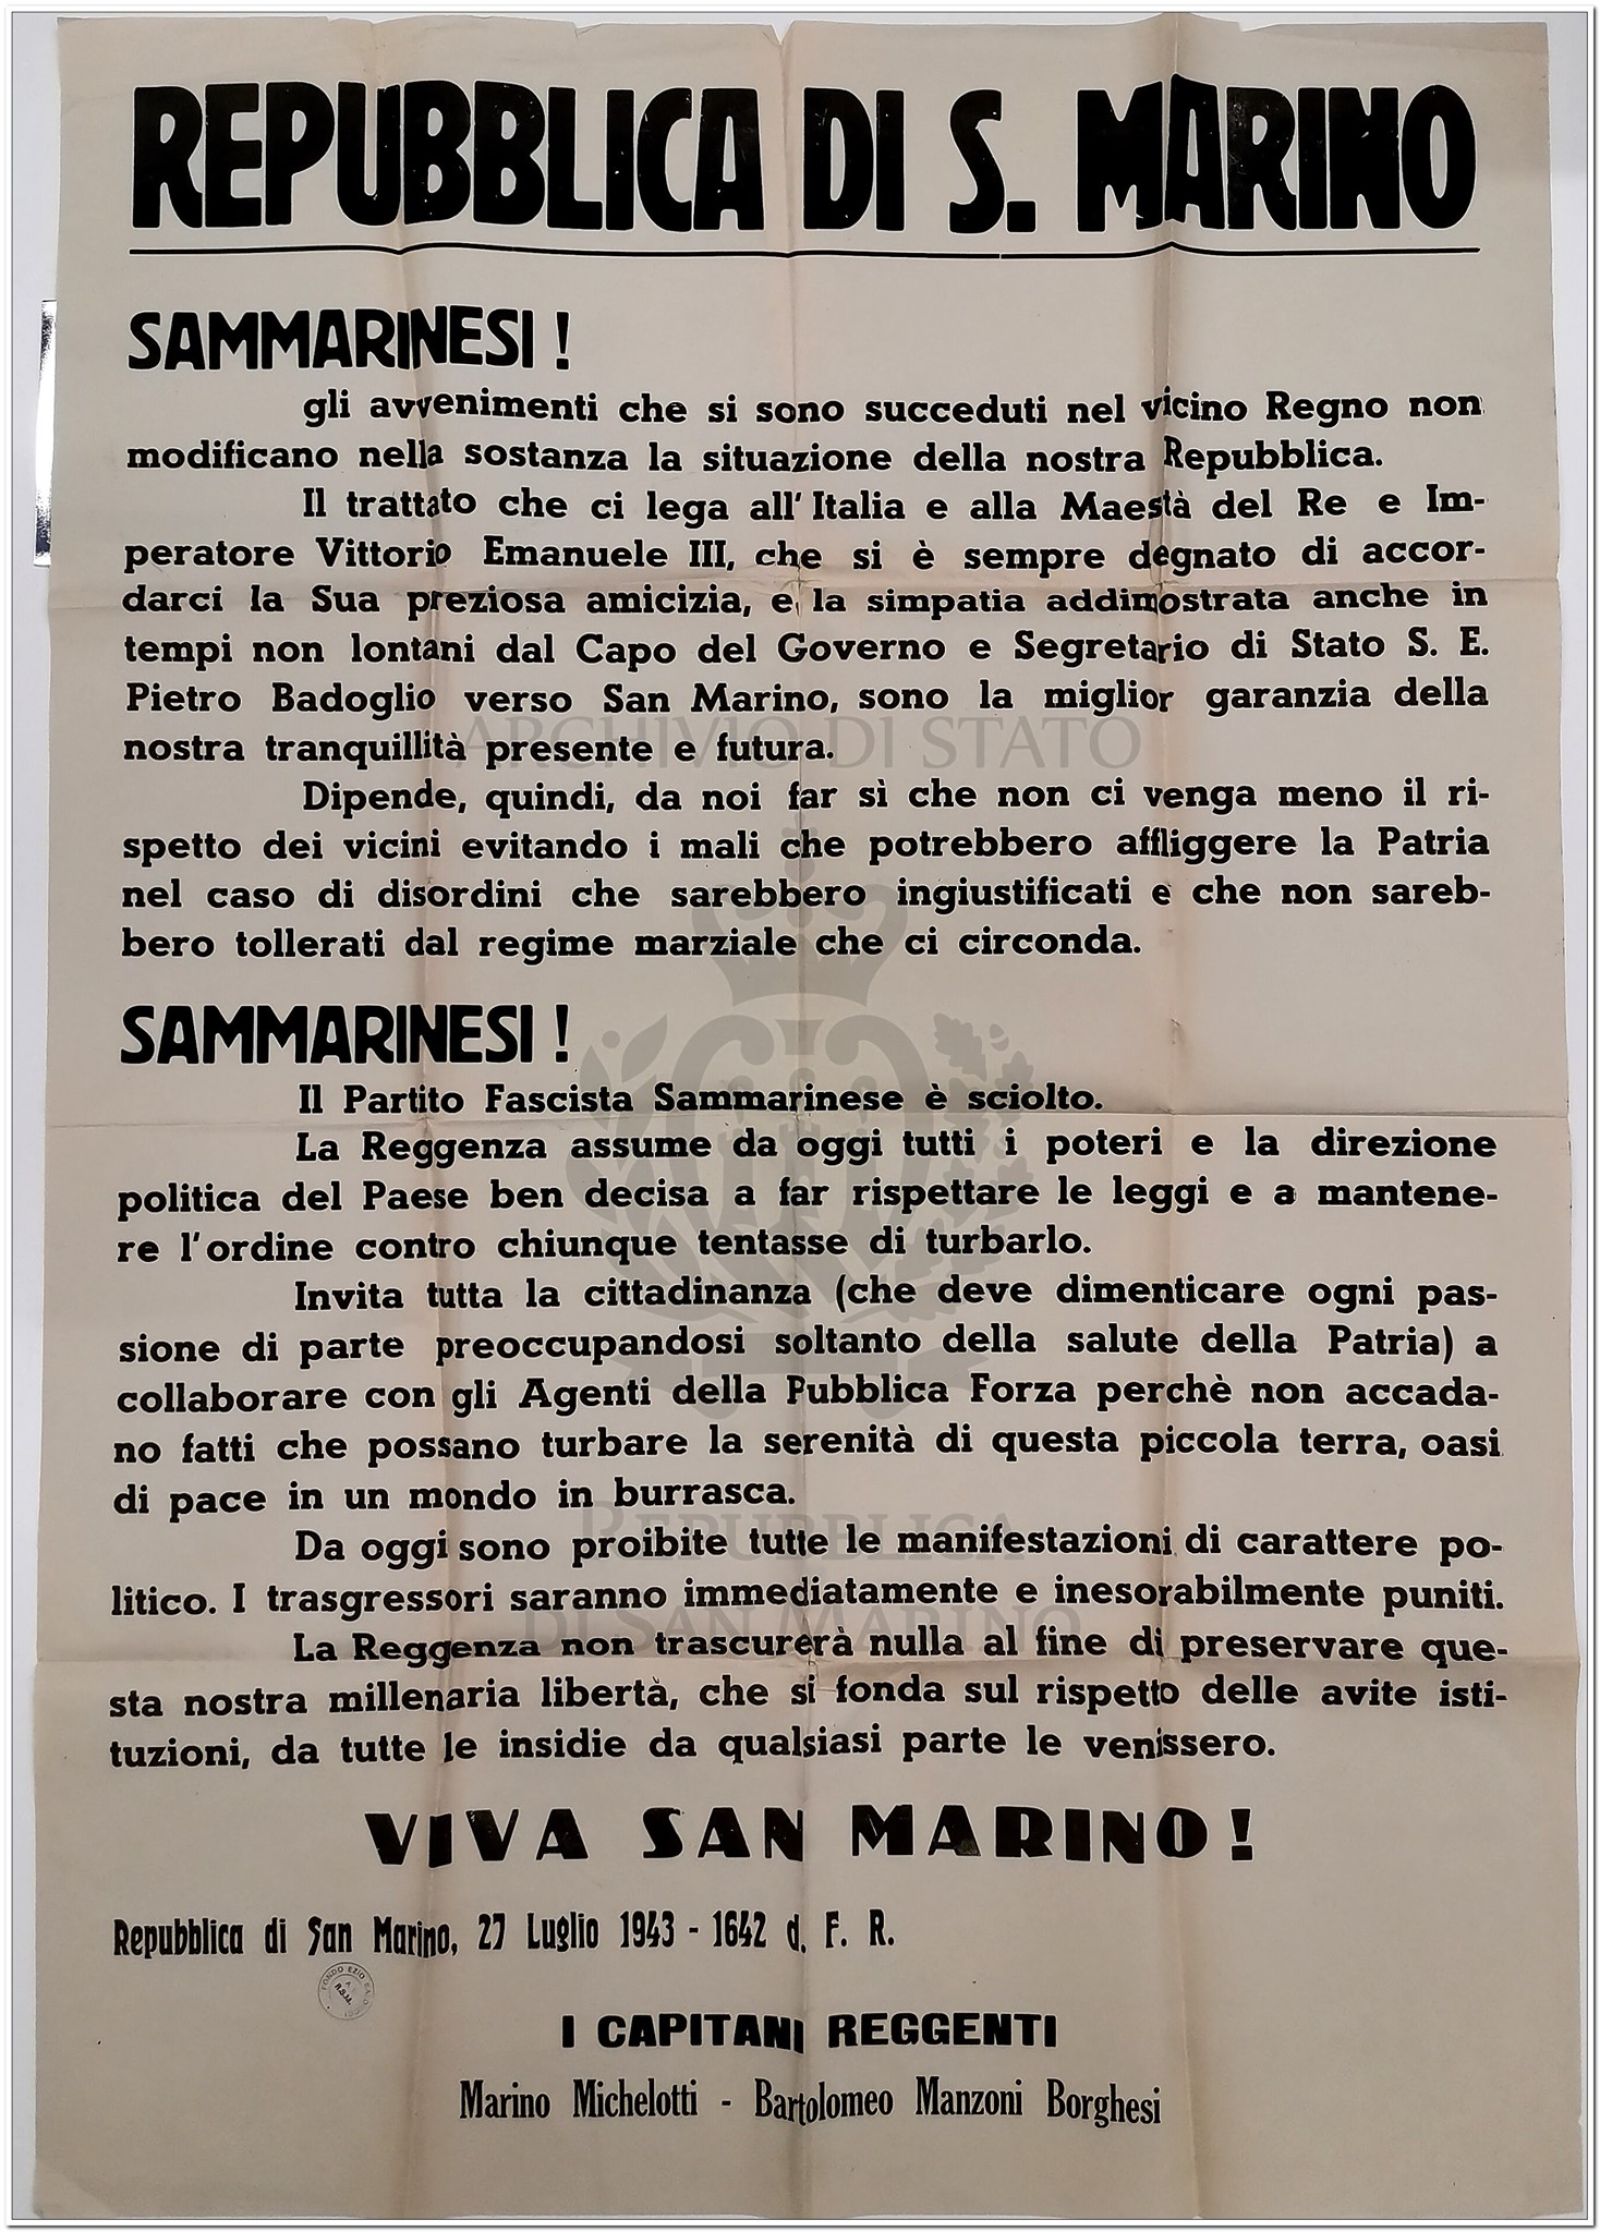 REPUBBLICA DI S. MARINO
SAMMARINESI !
gli avvenimenti che si sono succeduti nel vicino Regno non
modificano nella sostanza la situazione della nostra Repubblica.
Il trattato che ci lega all'Italia e alla Maestà del Re e Im-
peratore Vittorio Emanuele III, che si è sempre degnato di accor-
darci la Sua preziosa amicizia, e la simpatia addimostrata anche in
tempi non lontani dal Capo del Governo e Segretario di Stato S. E.
Pietro Badoglio verso San Marino, sono la miglior garanzia della
ARCHIVIO DI STATO
nostra tranquillità presente e futura.
Dipende, quindi, da noi far sì che non ci venga meno il ri-
spetto dei vicini evitando i mali che potrebbero affliggere la Patria
nel caso di disordini che sarebbero ingiustificati e che non sareb-
bero tollerati dal regime marziale che ci circonda.
SAMMARINESI !
Il Partito Fascista Sammarinese è sciolto.
La Reggenza assume da oggi tutti i poteri e la direzione
politica del Paese ben decisa a far rispettare le leggi e a mantene-
re l'ordine contro chiunque tentasse di turbarlo.
Invita tutta la cittadinanza (che deve dimenticare ogni pas-
sione di parte preoccupandosi soltanto della salute della Patria) a
collaborare con gli Agenti della Pubblica Forza perchè non accada-
no fatti che possano turbare la serenità di questa piccola terra, oasi
di pace in un mondo in burrasca.
REPUBBLICA
Da oggi sono proibite tutte le manifestazioni di carattere po-
litico. I trasgressori saranno immediatamente e inesorabilmente puniti.
DI SAN MARINO
La Reggenza non trascurerà nulla al fine di preservare que-
sta nostra millenaria libertà, che si fonda sul rispetto delle avite isti-
tuzioni, da tutte le insidie da qualsiasi parte le venissero.
VIVA SAN MARINO !
Repubblica di San Marino, 27 Luglio 1943 - 1642 d. F. R.
FONDO EZIO
I CAPITANI REGGENTI
Marino Michelotti - Bartolomeo Manzoni Borghesi